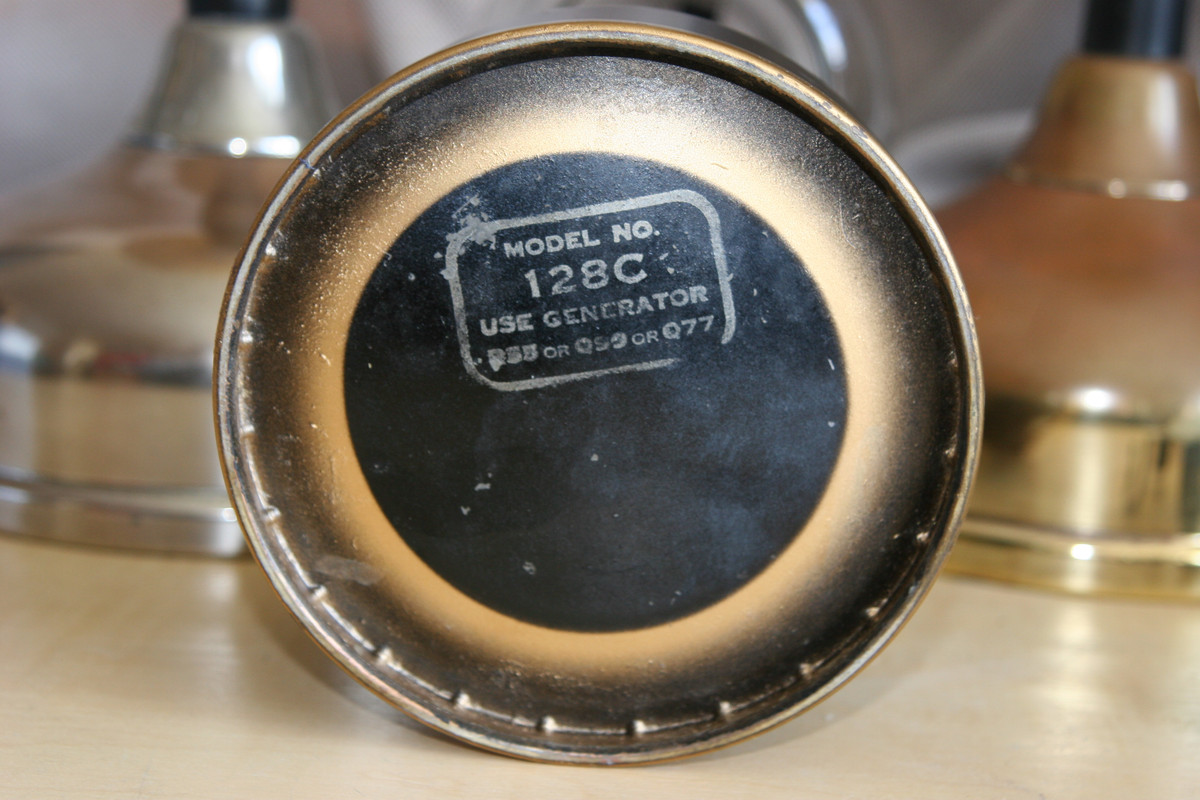 MODEL NO.
128C
USE GENERATOR
OR Q99 OR Q77